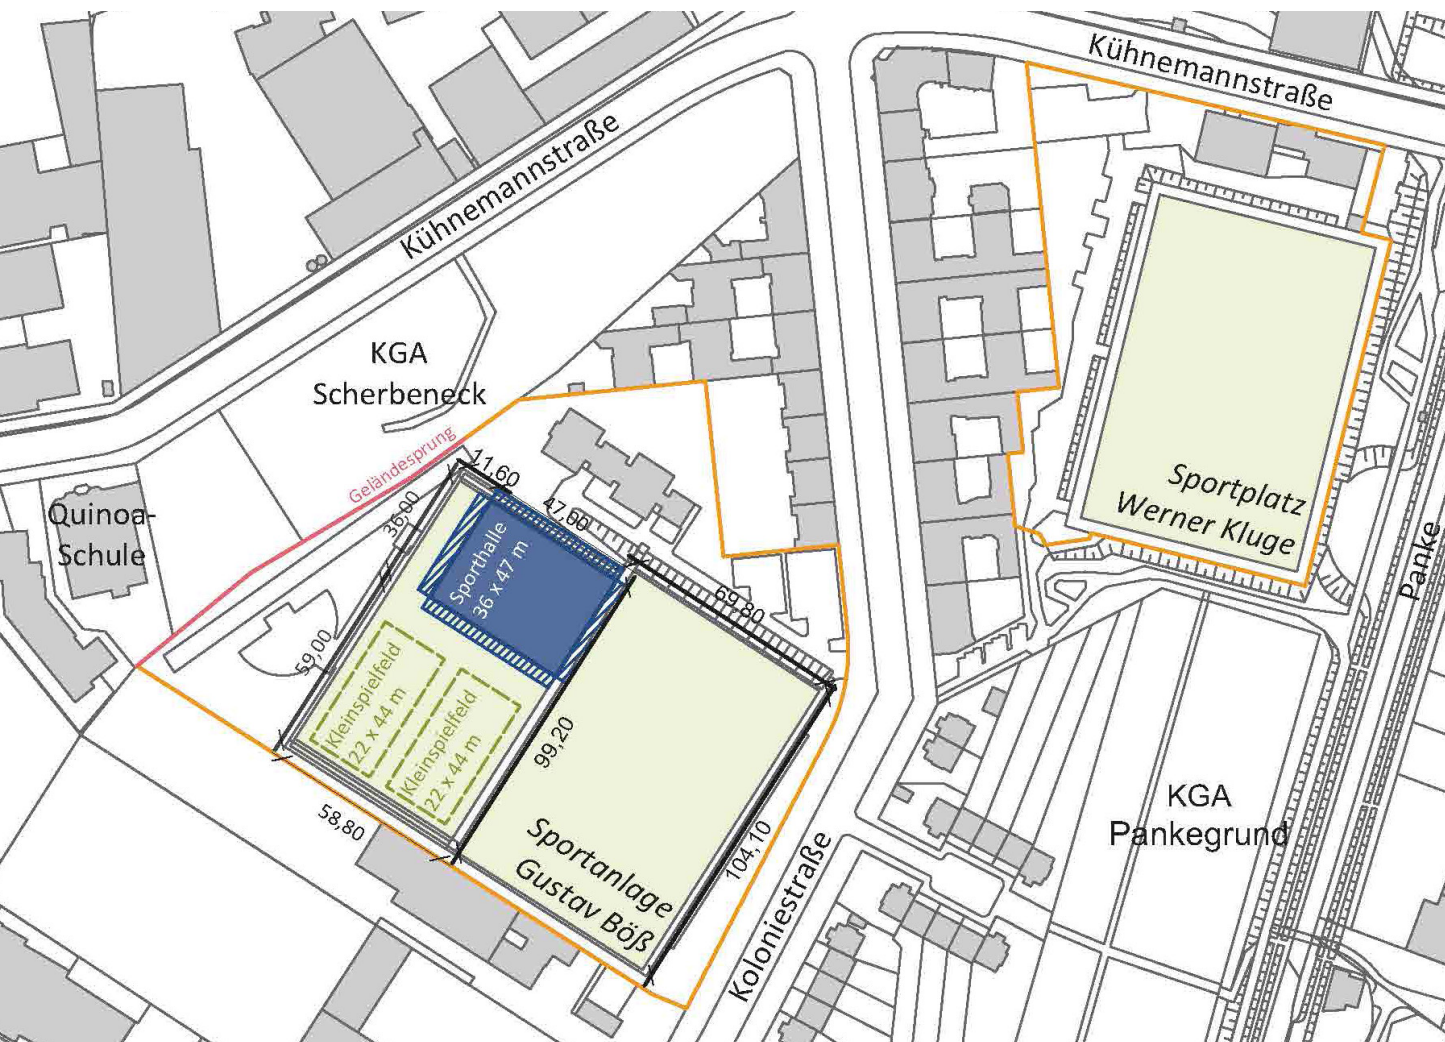 Kühnemannstraße
Kühnemannstraße
KGA
Scherbeneck
Geländesprung
11,60
47,60
36,00
Quinoa-
Schule
Sporthalle
36 x 47 m
59,00
69,80
Kleinspielfeld
22 x 44 m
Kleinspielfeld
22 x 44 m
99,20
58,80
104,10
Sportanlage
Gustav Böß
Koloniestraße
Sportplatz
Werner Kluge
Panke
KGA
Pankegrund